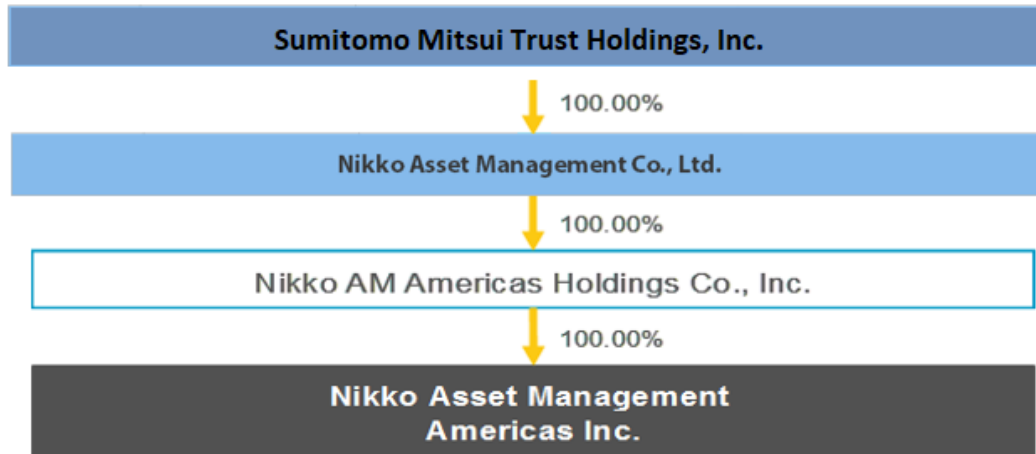 Sumitomo Mitsui Trust Holdings, Inc.
100.00%
Nikko Asset Management Co., Ltd.
100.00%
Nikko AM Americas Holdings Co., Inc.
100.00%
Nikko Asset Management
Americas Inc.